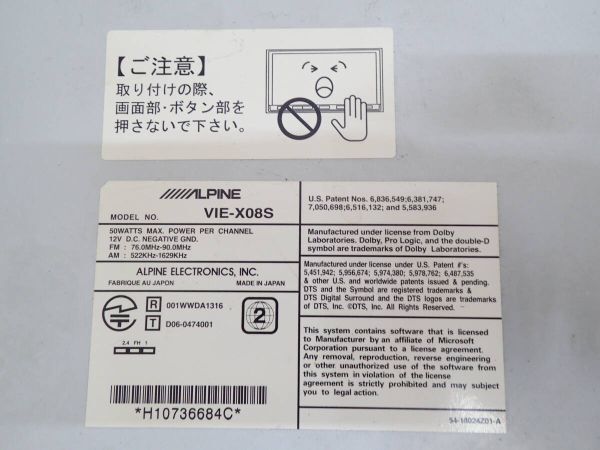 【ご注意】
取り付けの際、
画面部・ボタン部を
押さないで下さい。
ALPINE
MODEL NO. VIE-X08S
50WATTS MAX. POWER PER CHANNEL
12V D.C. NEGATIVE GND.
FM : 76.0MHz-90.0MHz
AM : 522KHz-1629KHz
ALPINE ELECTRONICS, INC.
FABRIQUE AU JAPON MADE IN JAPAN
R 001WWDA1316
T D06-0474001
2
2.4 FH 1
*H10736684C*
U.S. Patent Nos. 6,836,549;6,381,747;
7,050,698;6,516,132; and 5,583,936
Manufactured under license from Dolby
Laboratories. Dolby, Pro Logic, and the double-D
symbol are trademarks of Dolby Laboratories.
Manufactured under license under U.S. Patent #'s:
5,451,942; 5,956,674; 5,974,380; 5,978,762; 6,487,535
& other U.S. and worldwide patents issued & pending.
DTS and the Symbol are registered trademarks &
DTS Digital Surround and the DTS logos are trademarks
of DTS, Inc. ©DTS, Inc. All Rights Reserved.
This system contains software that is licensed
to Manufacturer by an affiliate of Microsoft
Corporation pursuant to a license agreement.
Any removal, reproduction, reverse engineering
or other unauthorized use of the software from
this system in violation of the license
agreement is strictly prohibited and may subject
you to legal action.
54-18024Z01-A